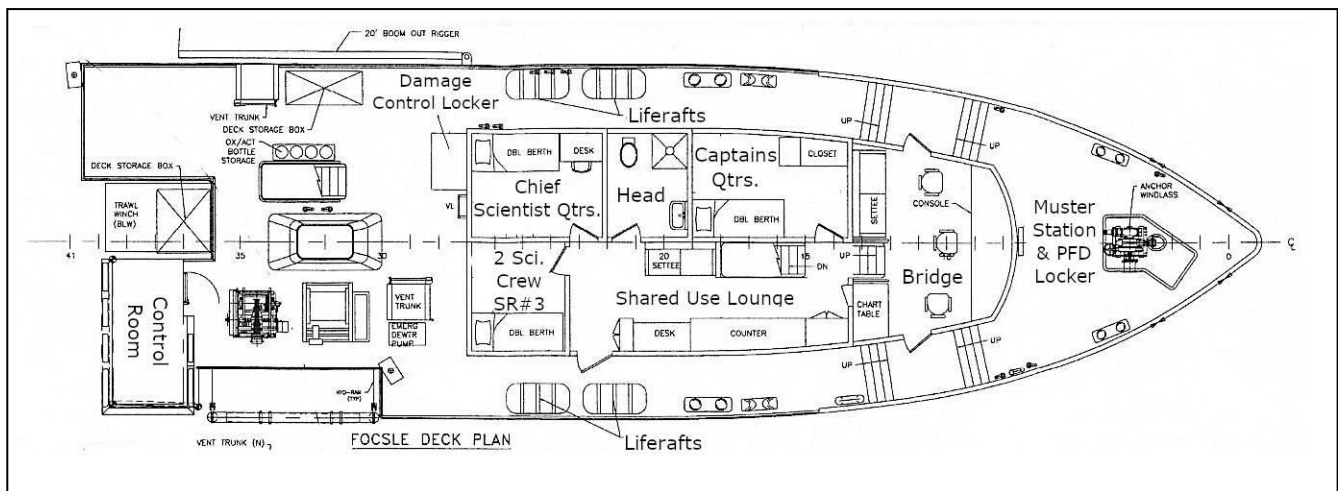 20' BOOM OUT RIGGER
Damage
Control Locker
VENT TRUNK
DECK STORAGE BOX
OX/ACT
BOTTLE
STORAGE
DECK STORAGE BOX
TRAWL
WINCH
(BLW)
Liferafts
UP
UP
DBL BERTH
DESK
Chief
Scientist Qtrs.
Head
Captains
Qtrs.
CLOSET
DBL BERTH
SETTEE
CONSOLE
ANCHOR
WINDLASS
Muster
Station
& PFD
Locker
VL
41
35
30
20
15
SETTEE
DN
UP
2 Sci.
Crew
SR#3
DBL BERTH
Shared Use Lounge
DESK
COUNTER
CHART
TABLE
Bridge
Control
Room
VENT
TRUNK
EMERG
DEWTR
PUMP
HYD-RAM
(TYP)
UP
UP
VENT TRUNK (N)
FOCSLE DECK PLAN
Liferafts